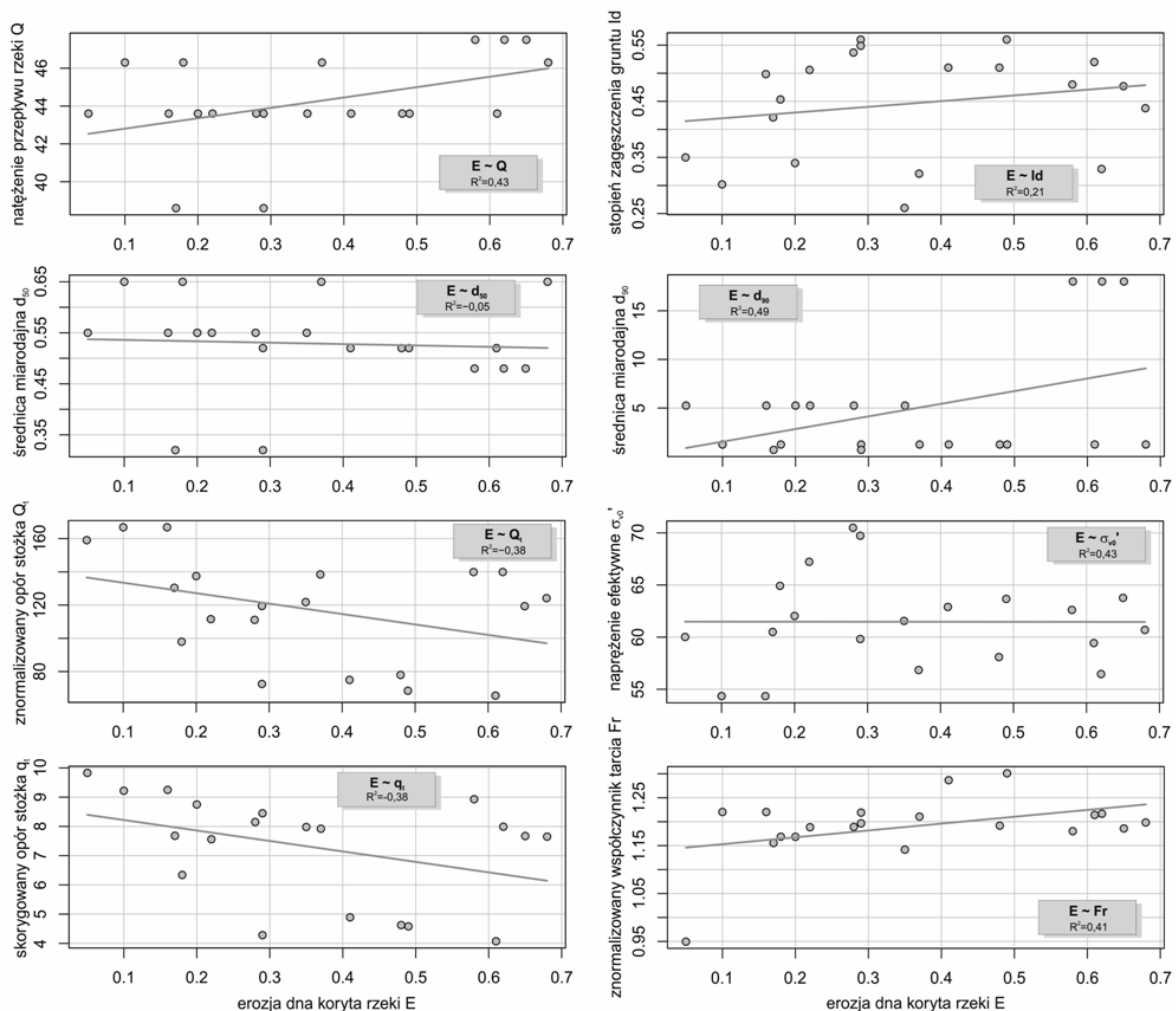 natężenie przepływu rzeki Q
46
44
42
40
E ~ Q
R²=0,43
0.1 0.2 0.3 0.4 0.5 0.6 0.7
stopień zagęszczenia gruntu Id
0.55
0.45
0.35
0.25
E ~ Id
R²=0,21
0.1 0.2 0.3 0.4 0.5 0.6 0.7
średnica miarodajna d₅₀
0.65
0.55
0.45
0.35
E ~ d₅₀
R²=−0,05
0.1 0.2 0.3 0.4 0.5 0.6 0.7
średnica miarodajna d₉₀
15
10
5
E ~ d₉₀
R²=0,49
0.1 0.2 0.3 0.4 0.5 0.6 0.7
znormalizowany opór stożka Qₜ
160
120
80
E ~ Qₜ
R²=−0,38
0.1 0.2 0.3 0.4 0.5 0.6 0.7
naprężenie efektywne σᵥ₀'
70
65
60
55
E ~ σᵥ₀'
R²=0,43
0.1 0.2 0.3 0.4 0.5 0.6 0.7
skorygowany opór stożka qₜ
10
9
8
7
6
5
4
E ~ qₜ
R²=-0,38
0.1 0.2 0.3 0.4 0.5 0.6 0.7
erozja dna koryta rzeki E
znormalizowany współczynnik tarcia Fr
1.25
1.15
1.05
0.95
E ~ Fr
R²=0,41
0.1 0.2 0.3 0.4 0.5 0.6 0.7
erozja dna koryta rzeki E